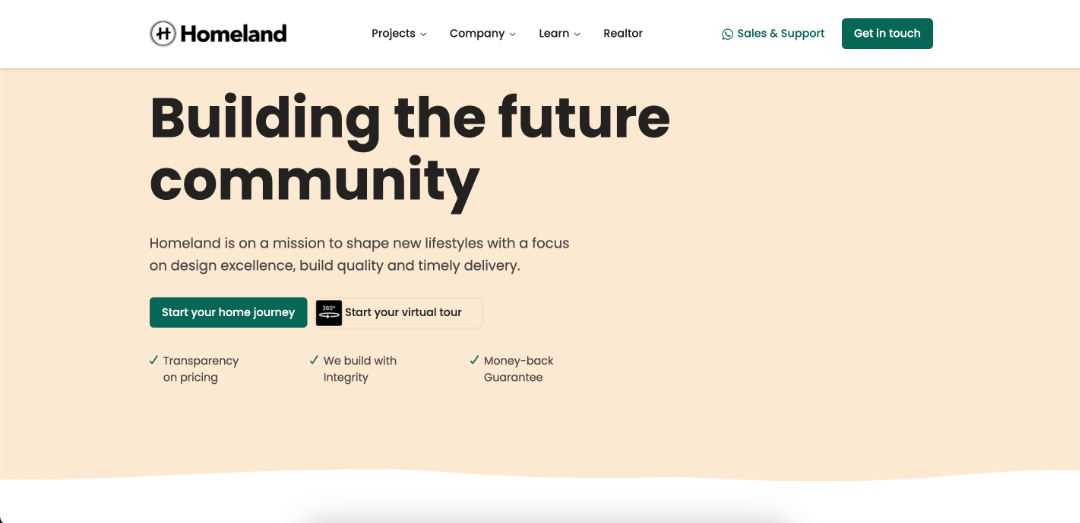 Homeland
Projects
Company
Learn
Realtor
Sales & Support
Get in touch
Building the future
community
Homeland is on a mission to shape new lifestyles with a focus
on design excellence, build quality and timely delivery.
Start your home journey
360°
Start your virtual tour
Transparency
on pricing
We build with
Integrity
Money-back
Guarantee